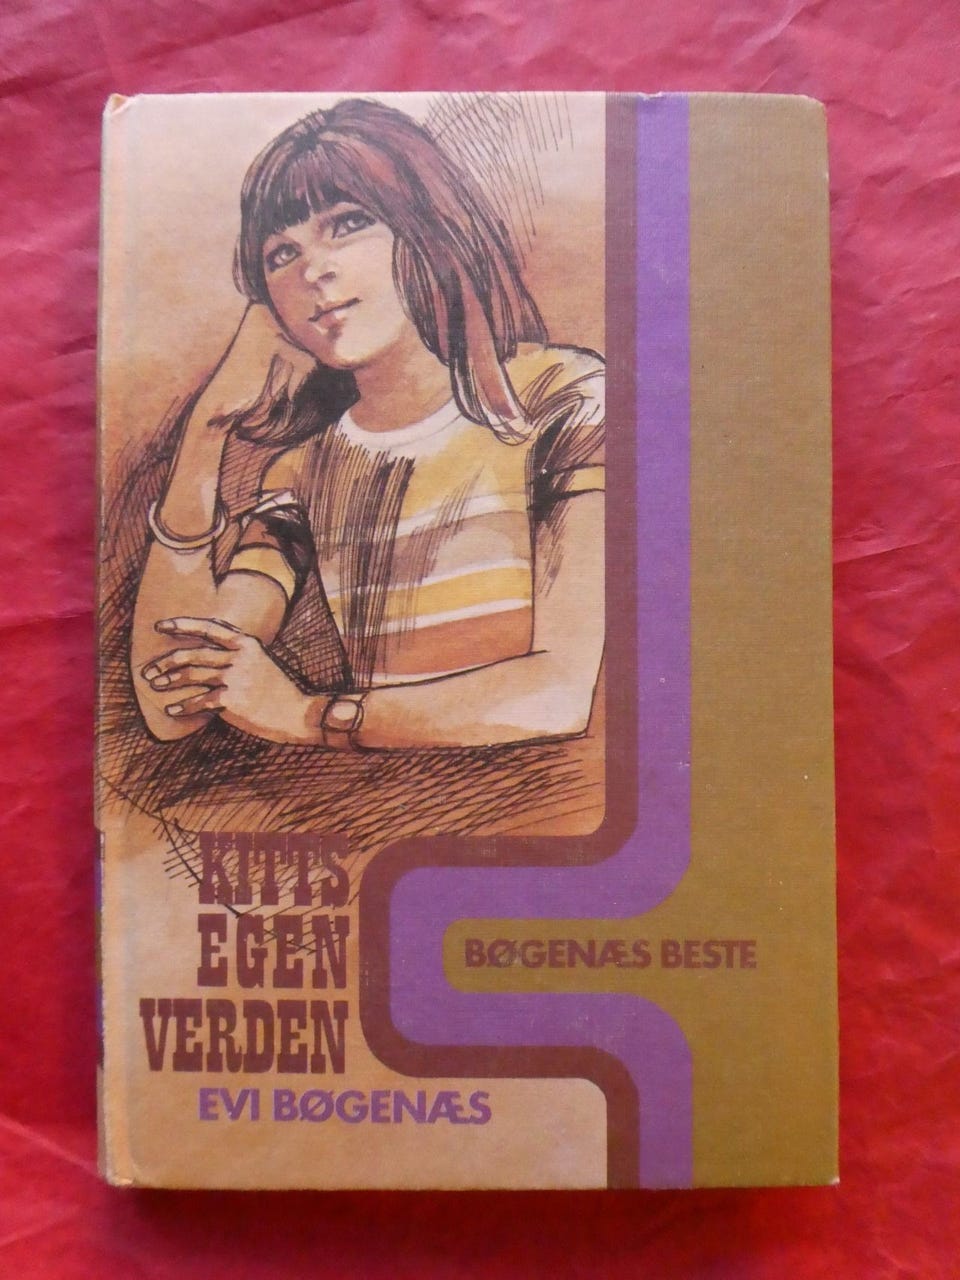 KITTS
EGEN
VERDEN
EVI BØGENÆS
BØGENÆS BESTE